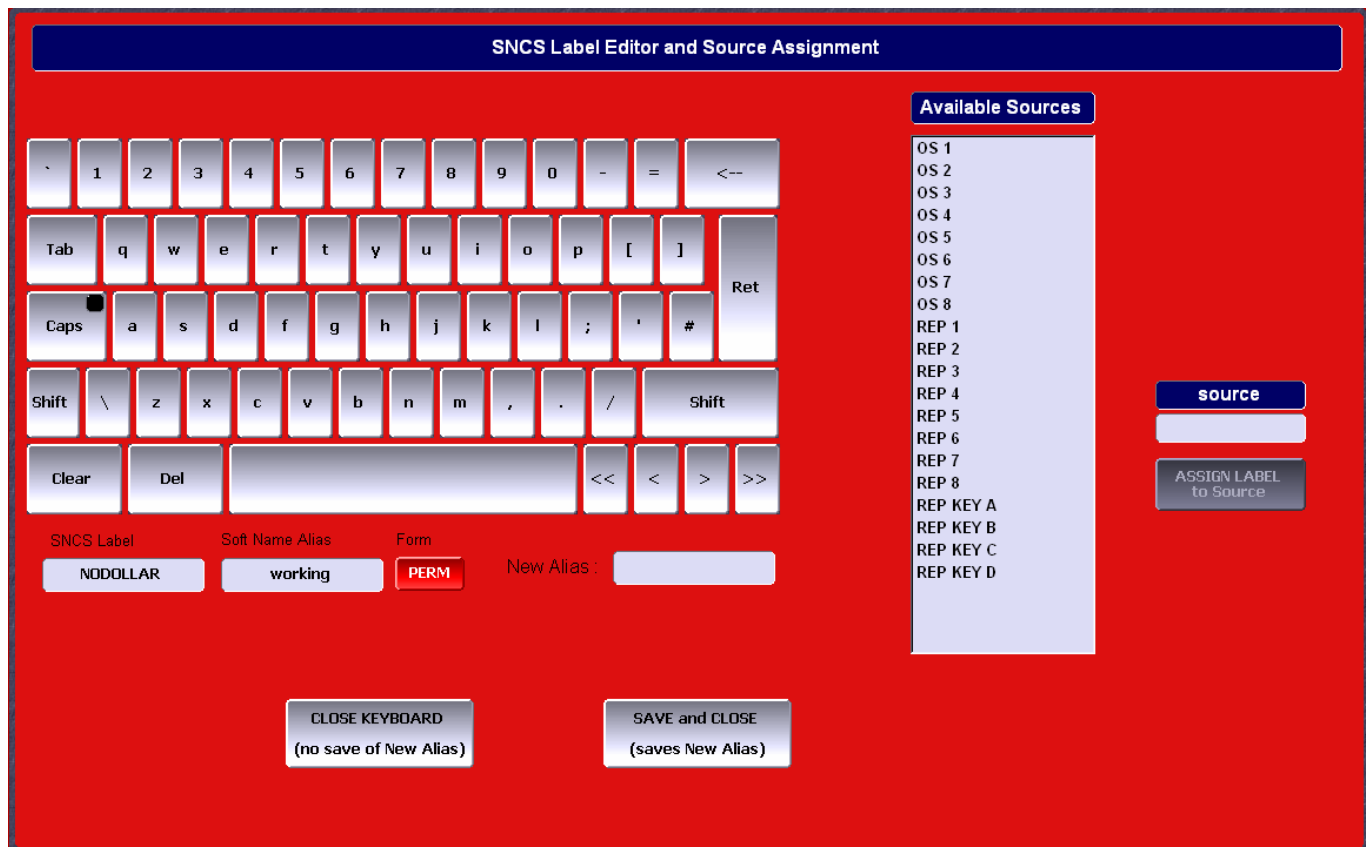 SNCS Label Editor and Source Assignment
Available Sources
` 1 2 3 4 5 6 7 8 9 0 - = <--
Tab q w e r t y u i o p [ ] Ret
Caps a s d f g h j k l ; ' #
Shift \ z x c v b n m , . / Shift
Clear Del << < > >>
SNCS Label Soft Name Alias Form
NODOLLAR working PERM New Alias :
CLOSE KEYBOARD
(no save of New Alias)
SAVE and CLOSE
(saves New Alias)
OS 1
OS 2
OS 3
OS 4
OS 5
OS 6
OS 7
OS 8
REP 1
REP 2
REP 3
REP 4
REP 5
REP 6
REP 7
REP 8
REP KEY A
REP KEY B
REP KEY C
REP KEY D
source
ASSIGN LABEL
to Source